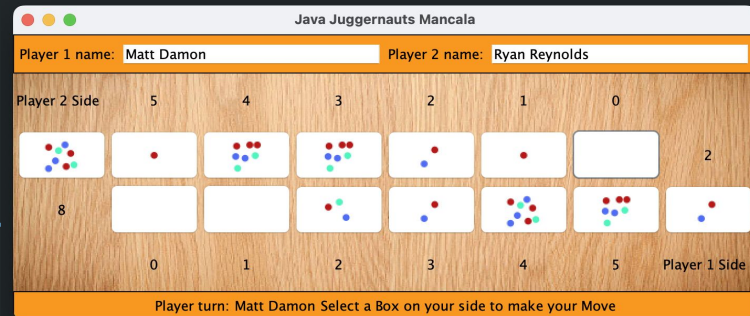 Java Juggernauts Mancala
Player 1 name: Matt Damon Player 2 name: Ryan Reynolds
Player 2 Side 5 4 3 2 1 0
2
8
0 1 2 3 4 5 Player 1 Side
Player turn: Matt Damon Select a Box on your side to make your Move